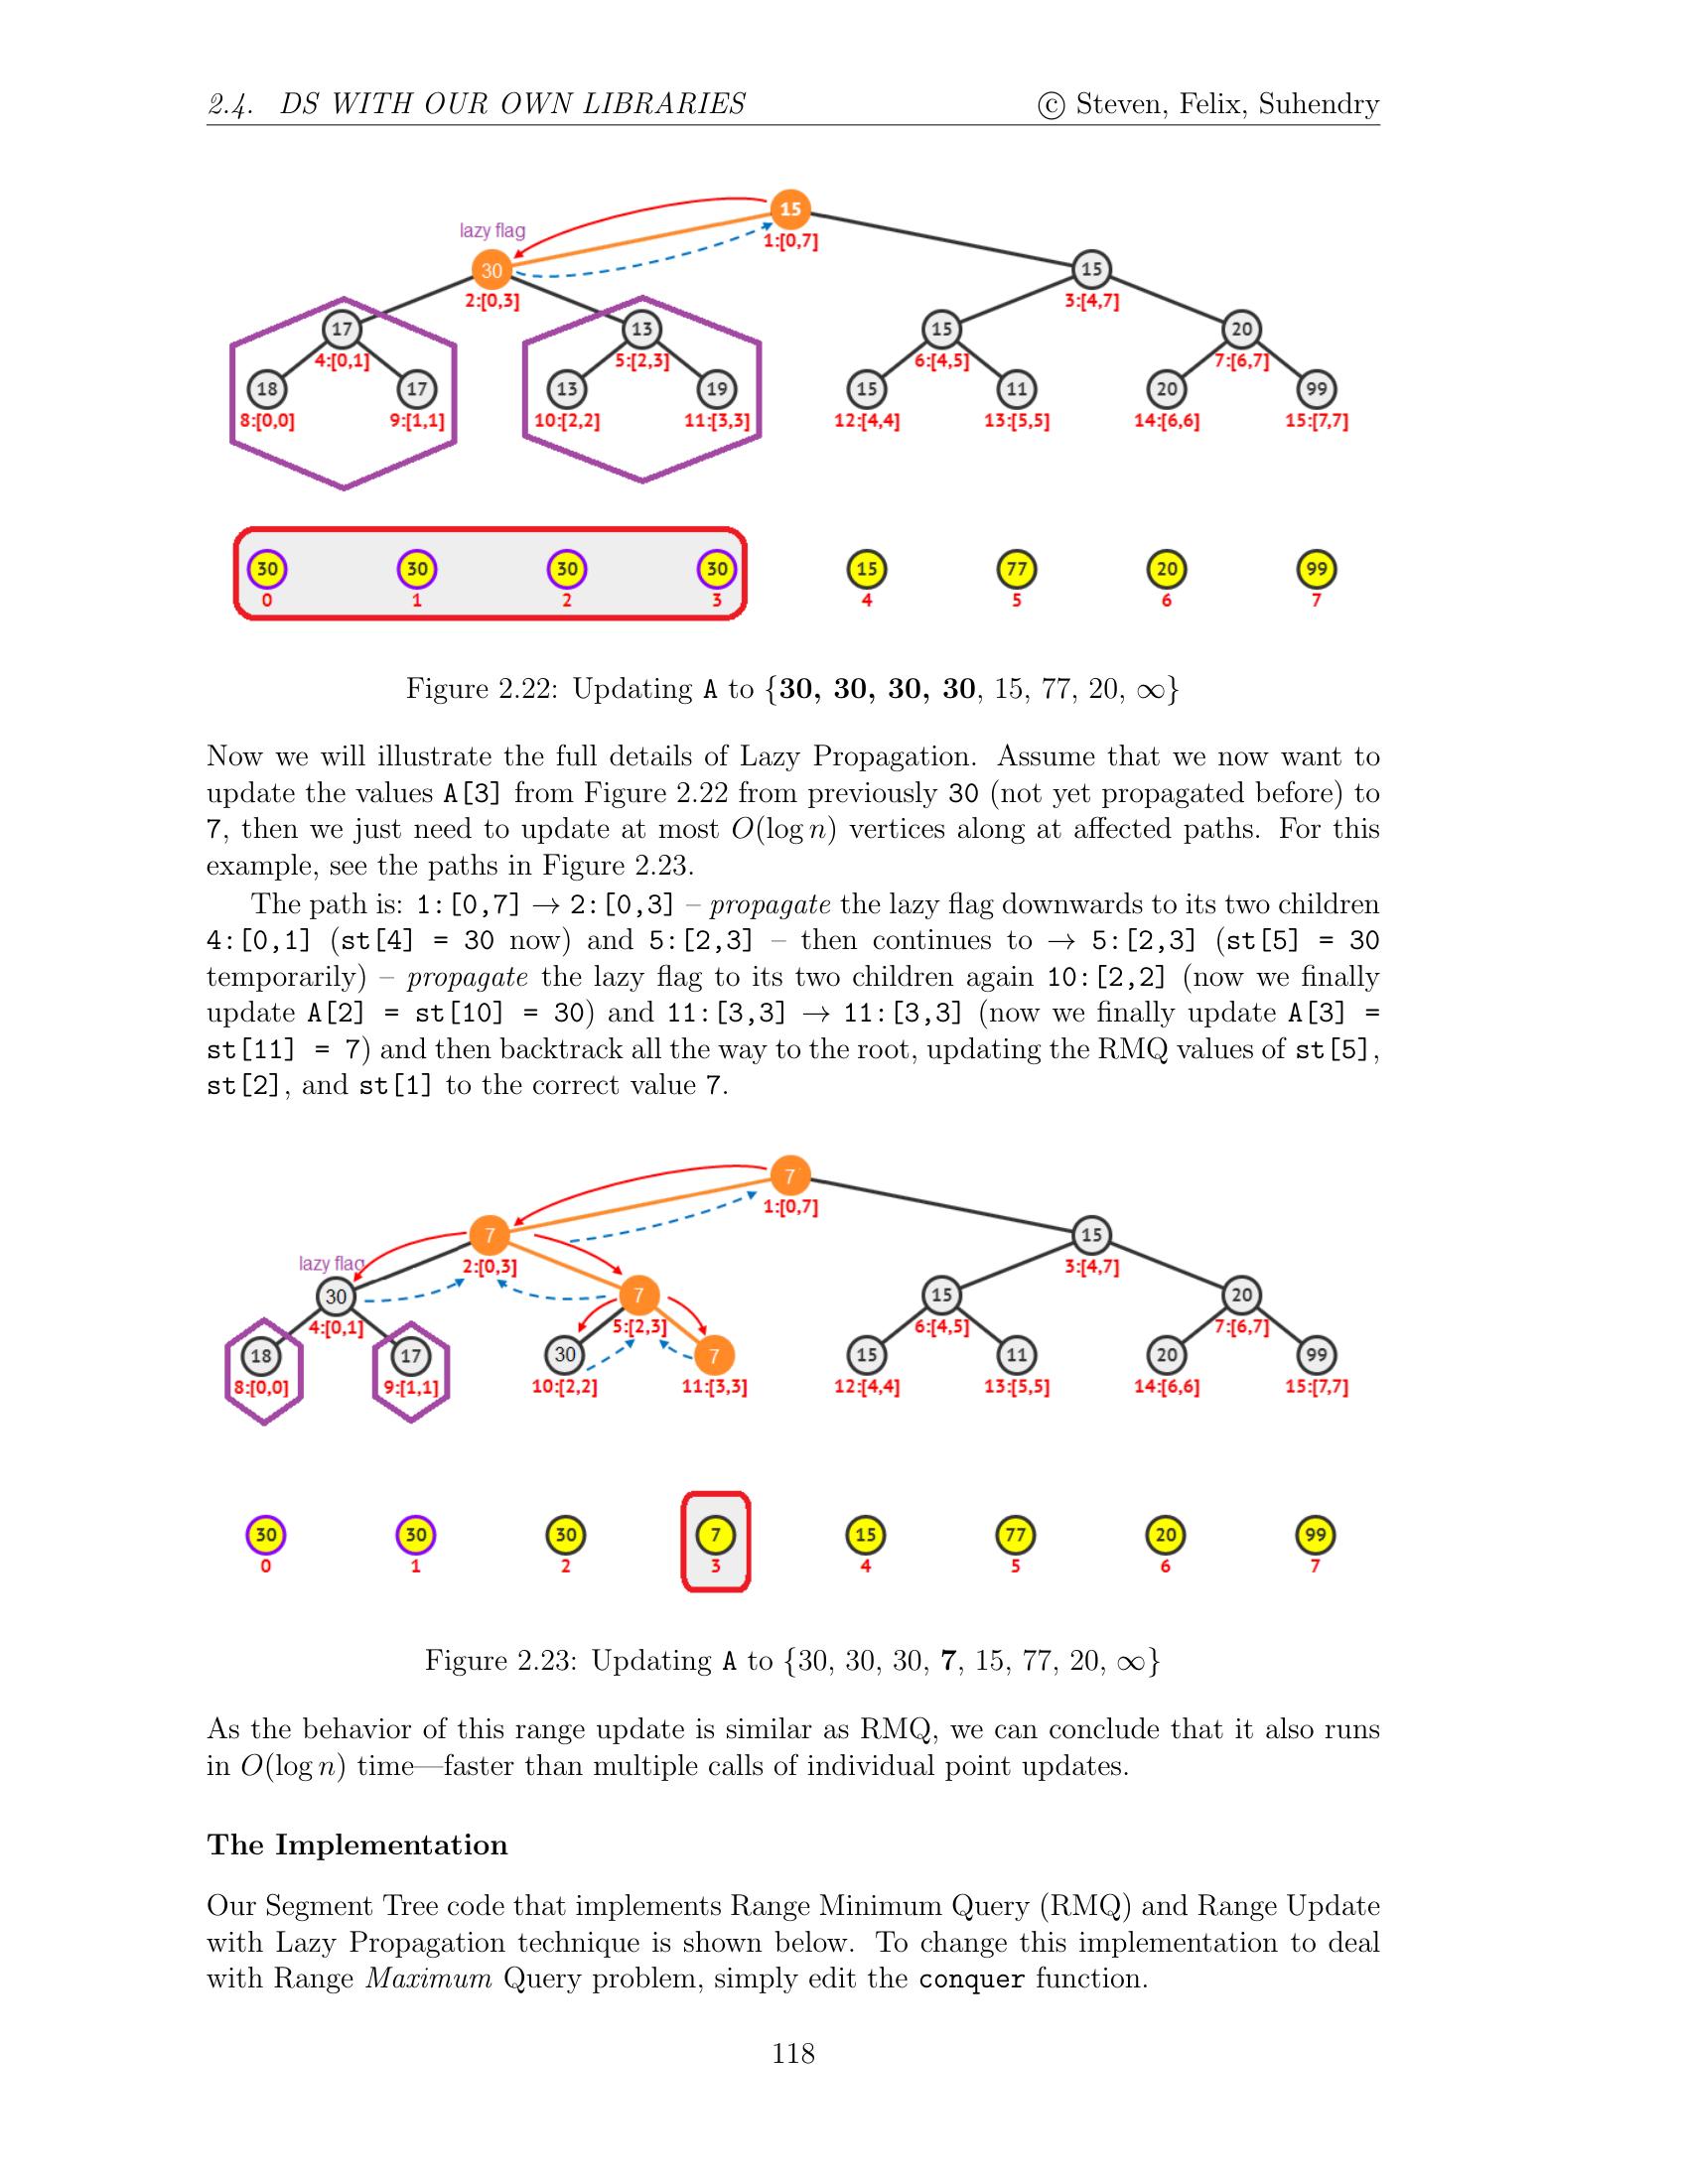 2.4. DS WITH OUR OWN LIBRARIES © Steven, Felix, Suhendry
15
lazy flag
1:[0,7]
30 15
2:[0,3] 3:[4,7]
17 13 15 20
4:[0,1] 5:[2,3] 6:[4,5] 7:[6,7]
18 17 13 19 15 11 20 99
8:[0,0] 9:[1,1] 10:[2,2] 11:[3,3] 12:[4,4] 13:[5,5] 14:[6,6] 15:[7,7]
30 30 30 30 15 77 20 99
0 1 2 3 4 5 6 7
Figure 2.22: Updating A to {30, 30, 30, 30, 15, 77, 20, ∞}
Now we will illustrate the full details of Lazy Propagation. Assume that we now want to
update the values A[3] from Figure 2.22 from previously 30 (not yet propagated before) to
7, then we just need to update at most O(log n) vertices along at affected paths. For this
example, see the paths in Figure 2.23.
The path is: 1:[0,7] → 2:[0,3] – propagate the lazy flag downwards to its two children
4:[0,1] (st[4] = 30 now) and 5:[2,3] – then continues to → 5:[2,3] (st[5] = 30
temporarily) – propagate the lazy flag to its two children again 10:[2,2] (now we finally
update A[2] = st[10] = 30) and 11:[3,3] → 11:[3,3] (now we finally update A[3] =
st[11] = 7) and then backtrack all the way to the root, updating the RMQ values of st[5],
st[2], and st[1] to the correct value 7.
7
1:[0,7]
7 15
lazy flag 2:[0,3] 3:[4,7]
30 7 15 20
4:[0,1] 5:[2,3] 6:[4,5] 7:[6,7]
18 17 30 7 15 11 20 99
8:[0,0] 9:[1,1] 10:[2,2] 11:[3,3] 12:[4,4] 13:[5,5] 14:[6,6] 15:[7,7]
30 30 30 7 15 77 20 99
0 1 2 3 4 5 6 7
Figure 2.23: Updating A to {30, 30, 30, 7, 15, 77, 20, ∞}
As the behavior of this range update is similar as RMQ, we can conclude that it also runs
in O(log n) time—faster than multiple calls of individual point updates.
The Implementation
Our Segment Tree code that implements Range Minimum Query (RMQ) and Range Update
with Lazy Propagation technique is shown below. To change this implementation to deal
with Range Maximum Query problem, simply edit the conquer function.
118